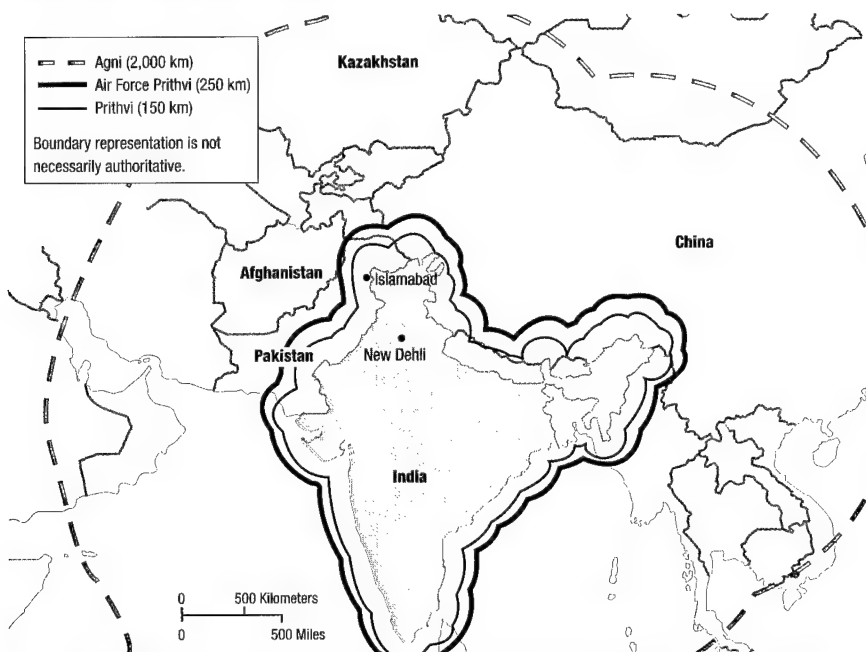 Agni (2,000 km)
Air Force Prithvi (250 km)
Prithvi (150 km)
Boundary representation is not
necessarily authoritative.
Kazakhstan
China
Afghanistan
Islamabad
Pakistan
New Dehli
India
0 500 Kilometers
0 500 Miles